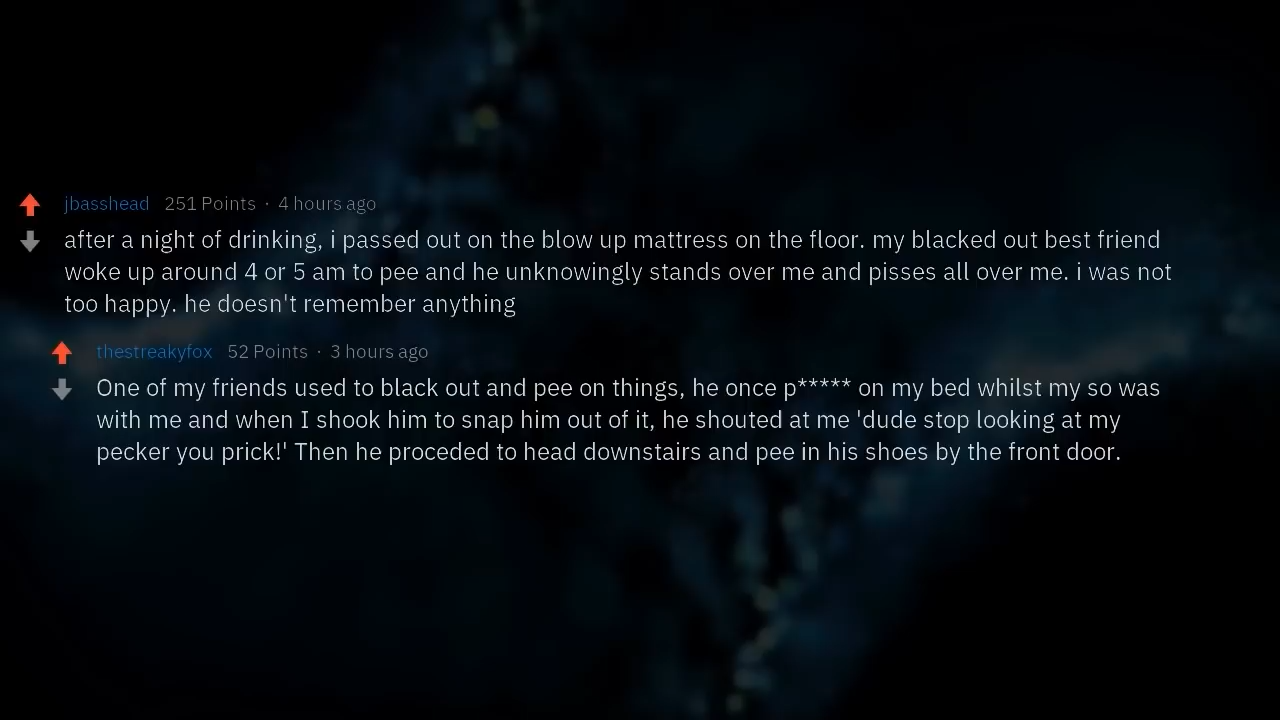 jbasshead 251 Points · 4 hours ago
after a night of drinking, i passed out on the blow up mattress on the floor. my blacked out best friend
woke up around 4 or 5 am to pee and he unknowingly stands over me and pisses all over me. i was not
too happy. he doesn't remember anything
thestreakyfox 52 Points · 3 hours ago
One of my friends used to black out and pee on things, he once p***** on my bed whilst my so was
with me and when I shook him to snap him out of it, he shouted at me 'dude stop looking at my
pecker you prick!' Then he proceded to head downstairs and pee in his shoes by the front door.